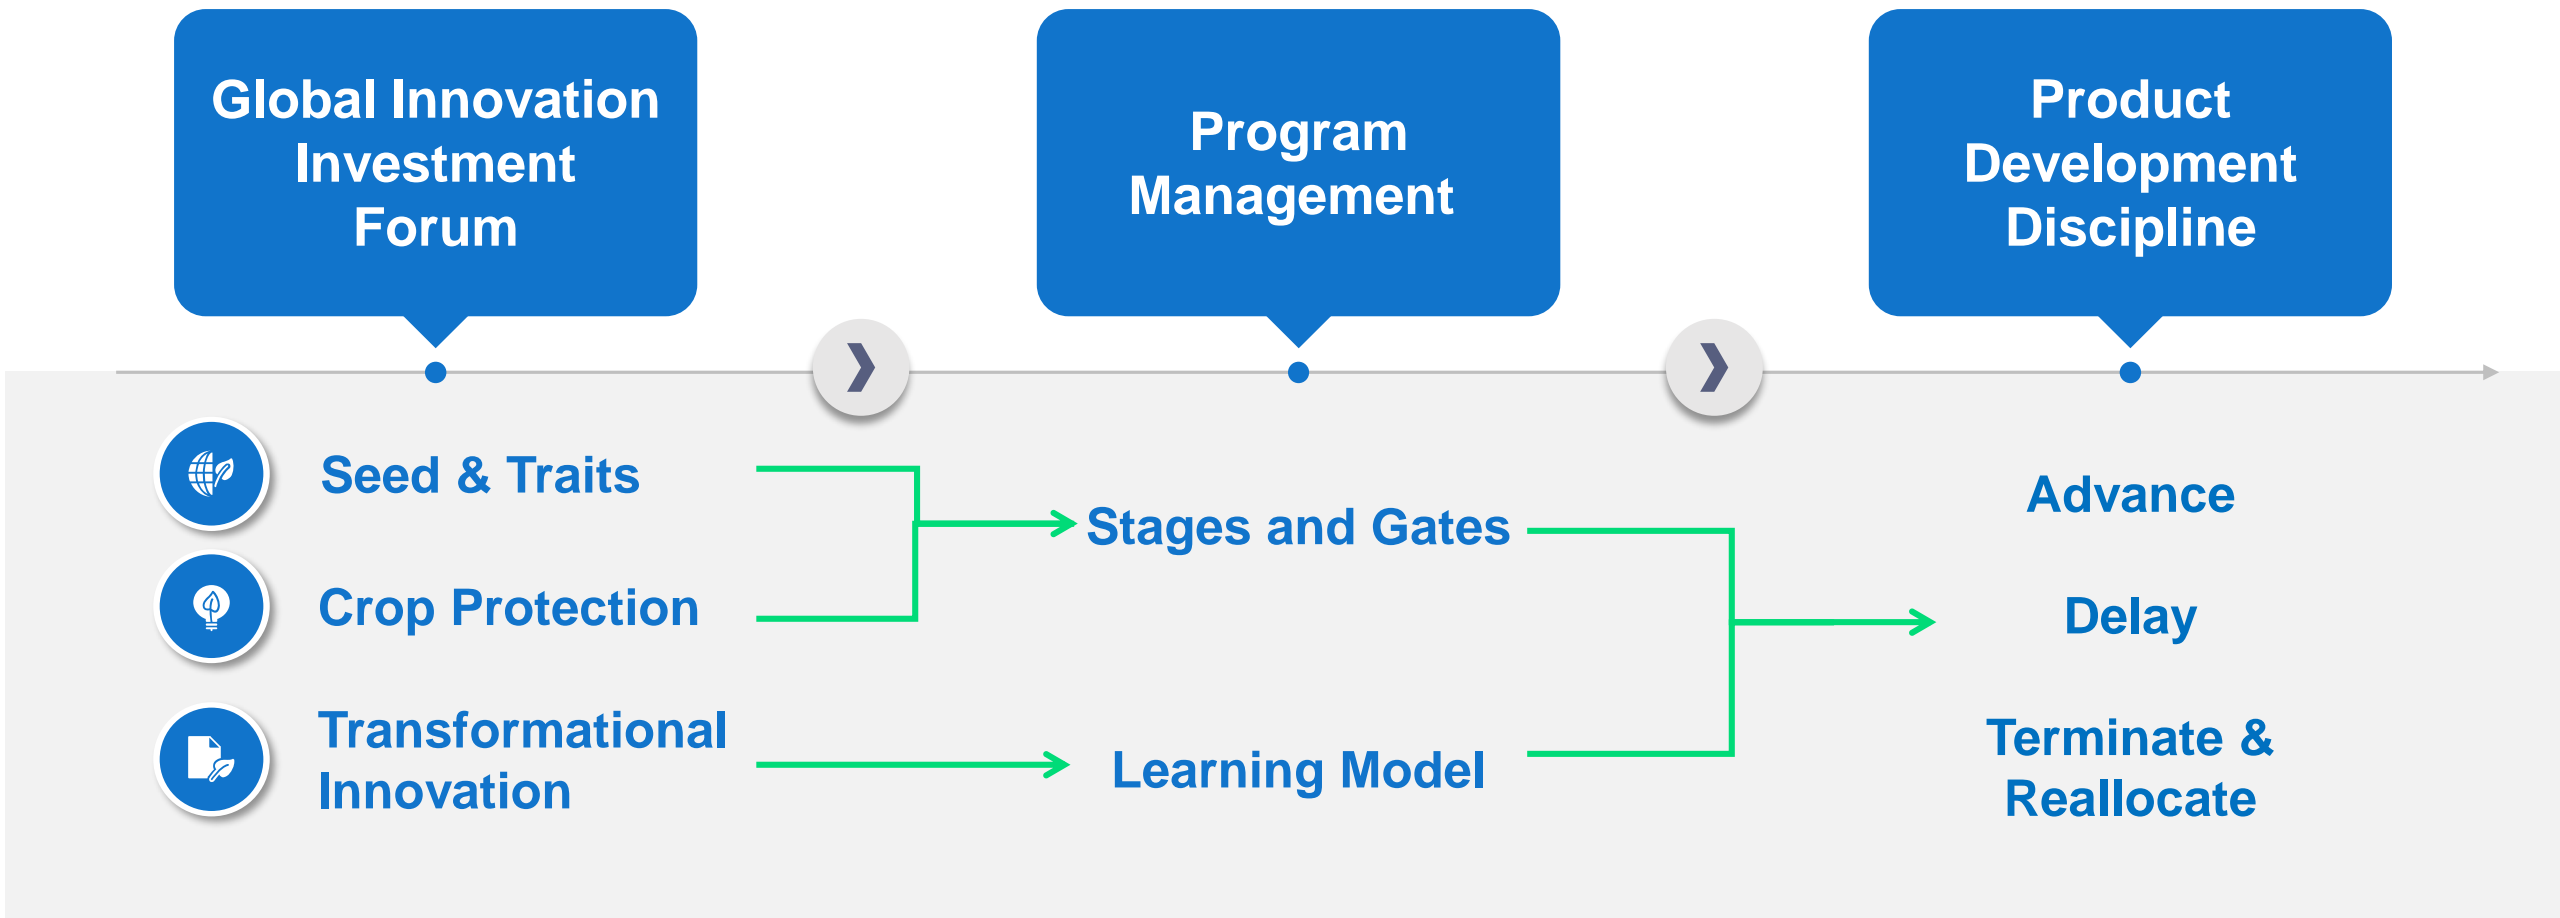 Global Innovation
Investment
Forum
Program
Management
Product
Development
Discipline
Seed & Traits
Crop Protection
Transformational
Innovation
Stages and Gates
Learning Model
Advance
Delay
Terminate &
Reallocate